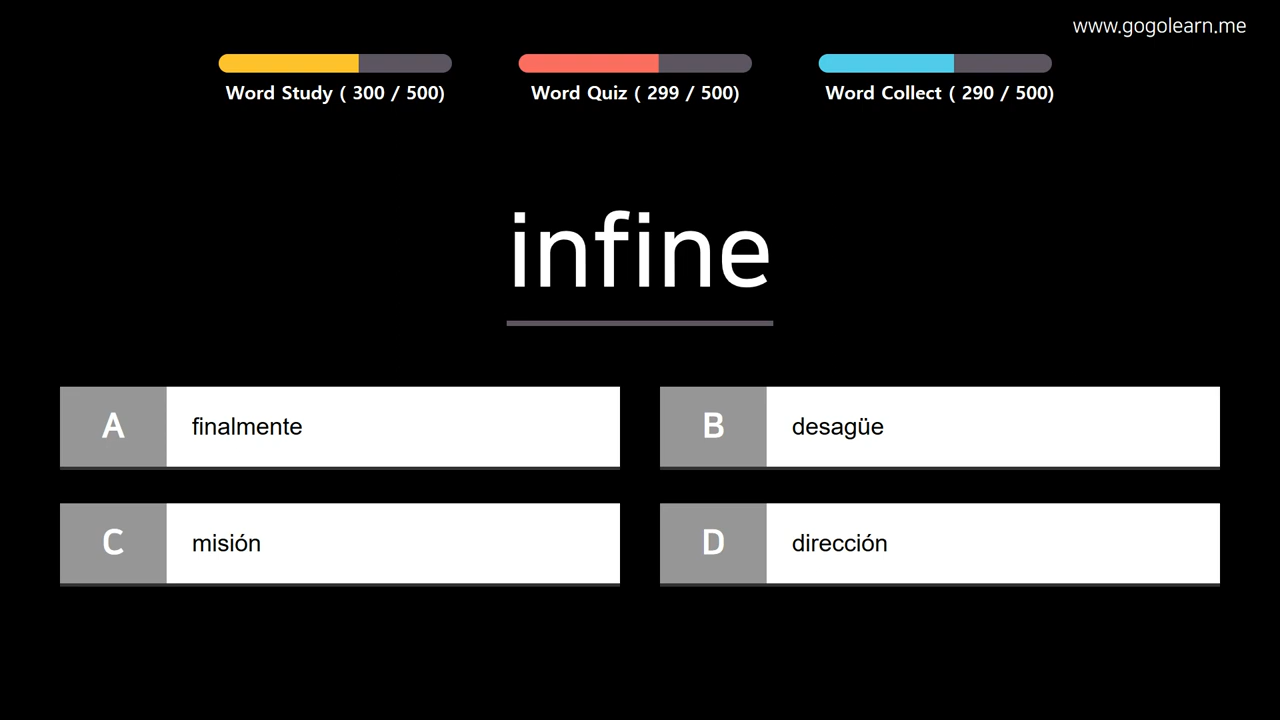 www.gogolearn.me
Word Study ( 300 / 500)
Word Quiz ( 299 / 500)
Word Collect ( 290 / 500)
infine
A finalmente
B desagüe
C misión
D dirección